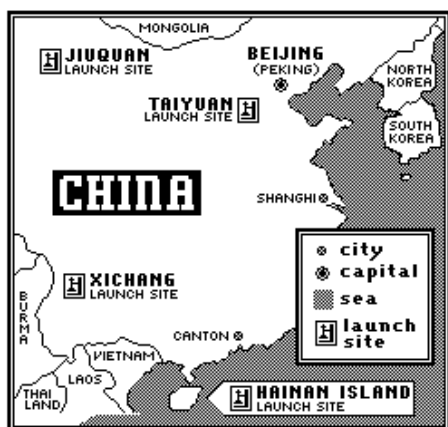 MONGOLIA
JIUQUAN
LAUNCH SITE
BEIJING
(PEKING)
NORTH
KOREA
TAIYUAN
LAUNCH SITE
SOUTH
KOREA
CHINA
SHANGHI
city
capital
sea
launch
site
XICHANG
LAUNCH SITE
BURMA
CANTON
VIETNAM
LAOS
THAI
LAND
HAINAN ISLAND
LAUNCH SITE